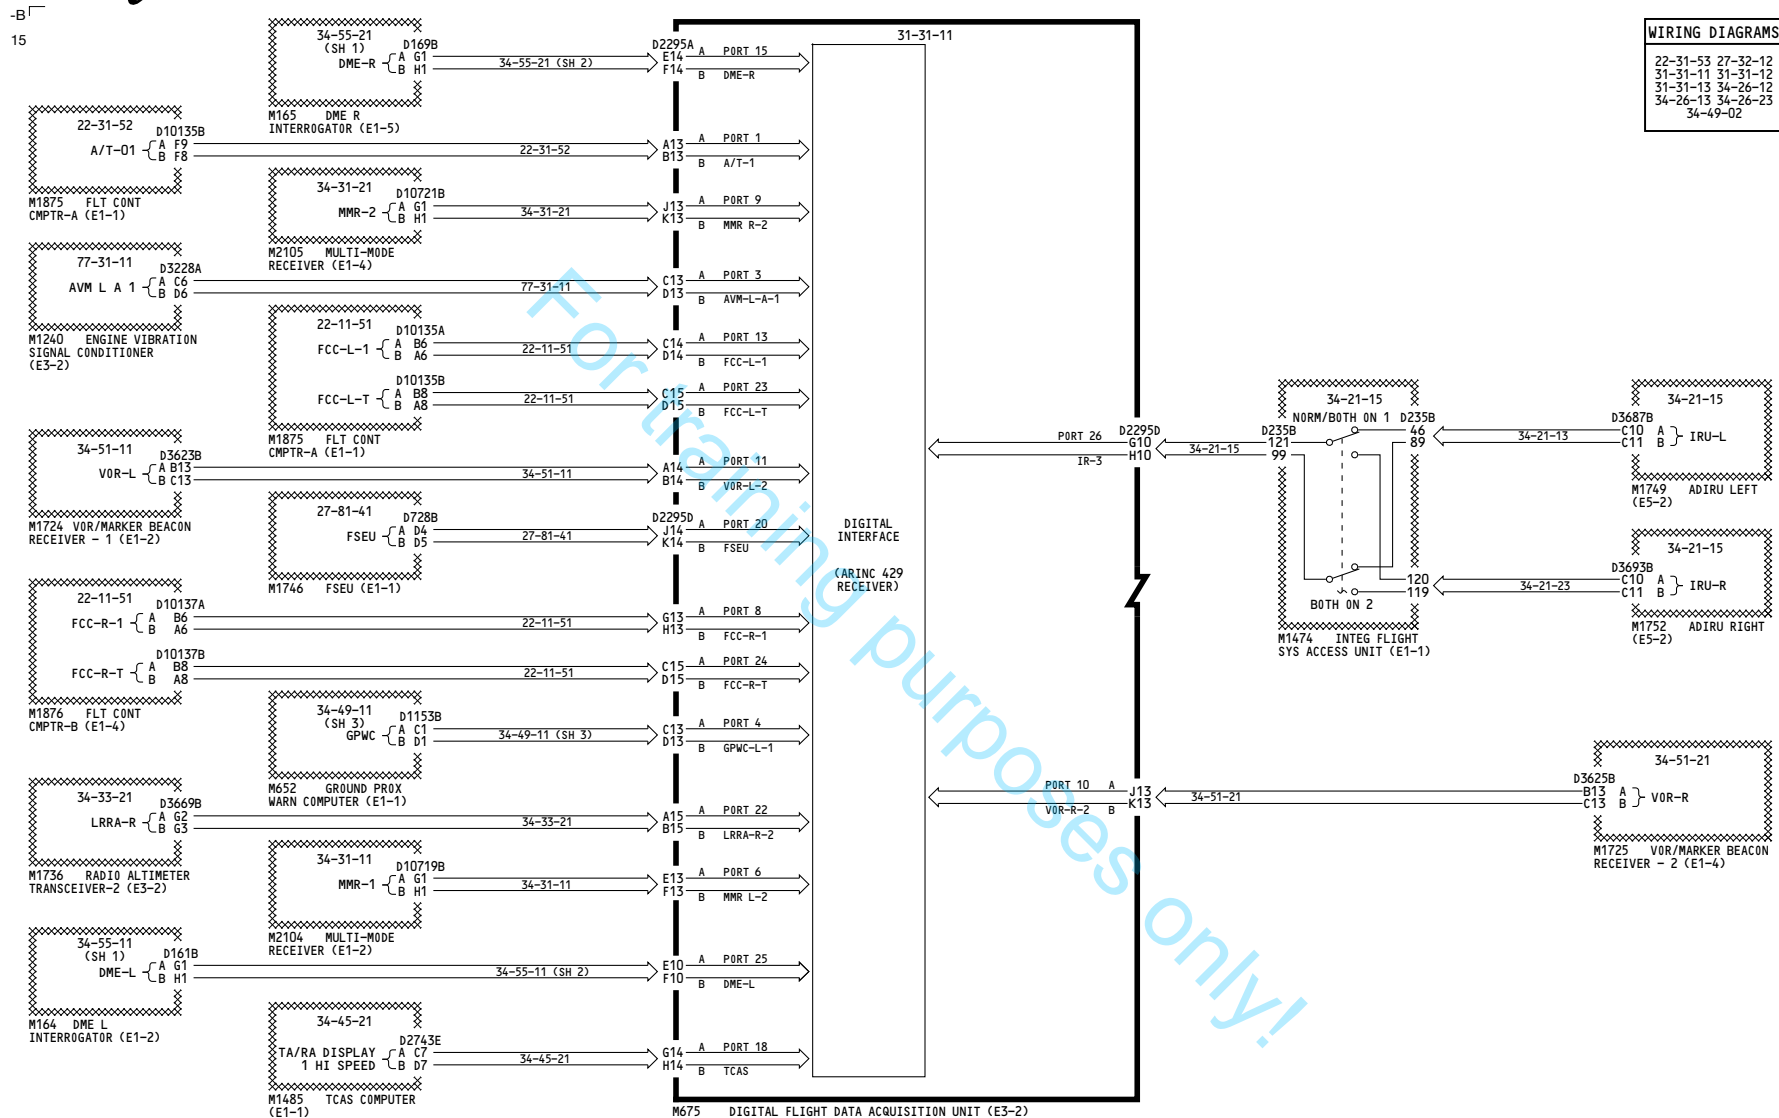 -B
15
WIRING DIAGRAMS
22-31-53 27-32-12
31-31-11 31-31-12
31-31-13 34-26-12
34-26-13 34-26-23
34-49-02
34-55-21
(SH 1)
D169B
DME-R { A G1
B H1
34-55-21 (SH 2)
M165 DME R
INTERROGATOR (E1-5)
D2295A
E14 A PORT 15
F14 B DME-R
31-31-11
22-31-52
D10135B
A/T-01 { A F9
B F8
22-31-52
M1875 FLT CONT
CMPTR-A (E1-1)
A13 A PORT 1
B13 B A/T-1
34-31-21
D10721B
MMR-2 { A G1
B H1
34-31-21
M2105 MULTI-MODE
RECEIVER (E1-4)
J13 A PORT 9
K13 B MMR R-2
77-31-11
D3228A
AVM L A 1 { A C6
B D6
77-31-11
M1240 ENGINE VIBRATION
SIGNAL CONDITIONER
(E3-2)
C13 A PORT 3
D13 B AVM-L-A-1
22-11-51
D10135A
FCC-L-1 { A B6
B A6
22-11-51
C14 A PORT 13
D14 B FCC-L-1
D10135B
FCC-L-T { A B8
B A8
22-11-51
M1875 FLT CONT
CMPTR-A (E1-1)
C15 A PORT 23
D15 B FCC-L-T
34-51-11
D3623B
VOR-L { A B13
B C13
34-51-11
M1724 VOR/MARKER BEACON
RECEIVER - 1 (E1-2)
A14 A PORT 11
B14 B VOR-L-2
27-81-41
D728B
FSEU { A D4
B D5
27-81-41
M1746 FSEU (E1-1)
D2295D
J14 A PORT 20
K14 B FSEU
22-11-51
D10137A
FCC-R-1 { A B6
B A6
22-11-51
G13 A PORT 8
H13 B FCC-R-1
D10137B
FCC-R-T { A B8
B A8
22-11-51
M1876 FLT CONT
CMPTR-B (E1-4)
C15 A PORT 24
D15 B FCC-R-T
34-49-11
(SH 3)
D1153B
GPWC { A C1
B D1
34-49-11 (SH 3)
M652 GROUND PROX
WARN COMPUTER (E1-1)
C13 A PORT 4
D13 B GPWC-L-1
34-33-21
D3669B
LRRA-R { A G2
B G3
34-33-21
M1736 RADIO ALTIMETER
TRANSCEIVER-2 (E3-2)
A15 A PORT 22
B15 B LRRA-R-2
34-31-11
D10719B
MMR-1 { A G1
B H1
34-31-11
M2104 MULTI-MODE
RECEIVER (E1-2)
E13 A PORT 6
F13 B MMR L-2
34-55-11
(SH 1)
D161B
DME-L { A G1
B H1
34-55-11 (SH 2)
M164 DME L
INTERROGATOR (E1-2)
E10 A PORT 25
F10 B DME-L
34-45-21
D2743E
TA/RA DISPLAY { A C7
1 HI SPEED B D7
34-45-21
M1485 TCAS COMPUTER
(E1-1)
G14 A PORT 18
H14 B TCAS
DIGITAL
INTERFACE
(ARINC 429
RECEIVER)
M675 DIGITAL FLIGHT DATA ACQUISITION UNIT (E3-2)
PORT 26
IR-3
D2295D
G10
H10
34-21-15
34-21-15
NORM/BOTH ON 1
D235B
121
99
D235B
46
89
120
119
BOTH ON 2
M1474 INTEG FLIGHT
SYS ACCESS UNIT (E1-1)
34-21-13
34-21-15
D3687B
C10 A } IRU-L
C11 B
M1749 ADIRU LEFT
(E5-2)
34-21-23
34-21-15
D3693B
C10 A } IRU-R
C11 B
M1752 ADIRU RIGHT
(E5-2)
PORT 10 A J13
VOR-R-2 B K13
34-51-21
34-51-21
D3625B
B13 A } VOR-R
C13 B
M1725 VOR/MARKER BEACON
RECEIVER - 2 (E1-4)
For training purposes only!